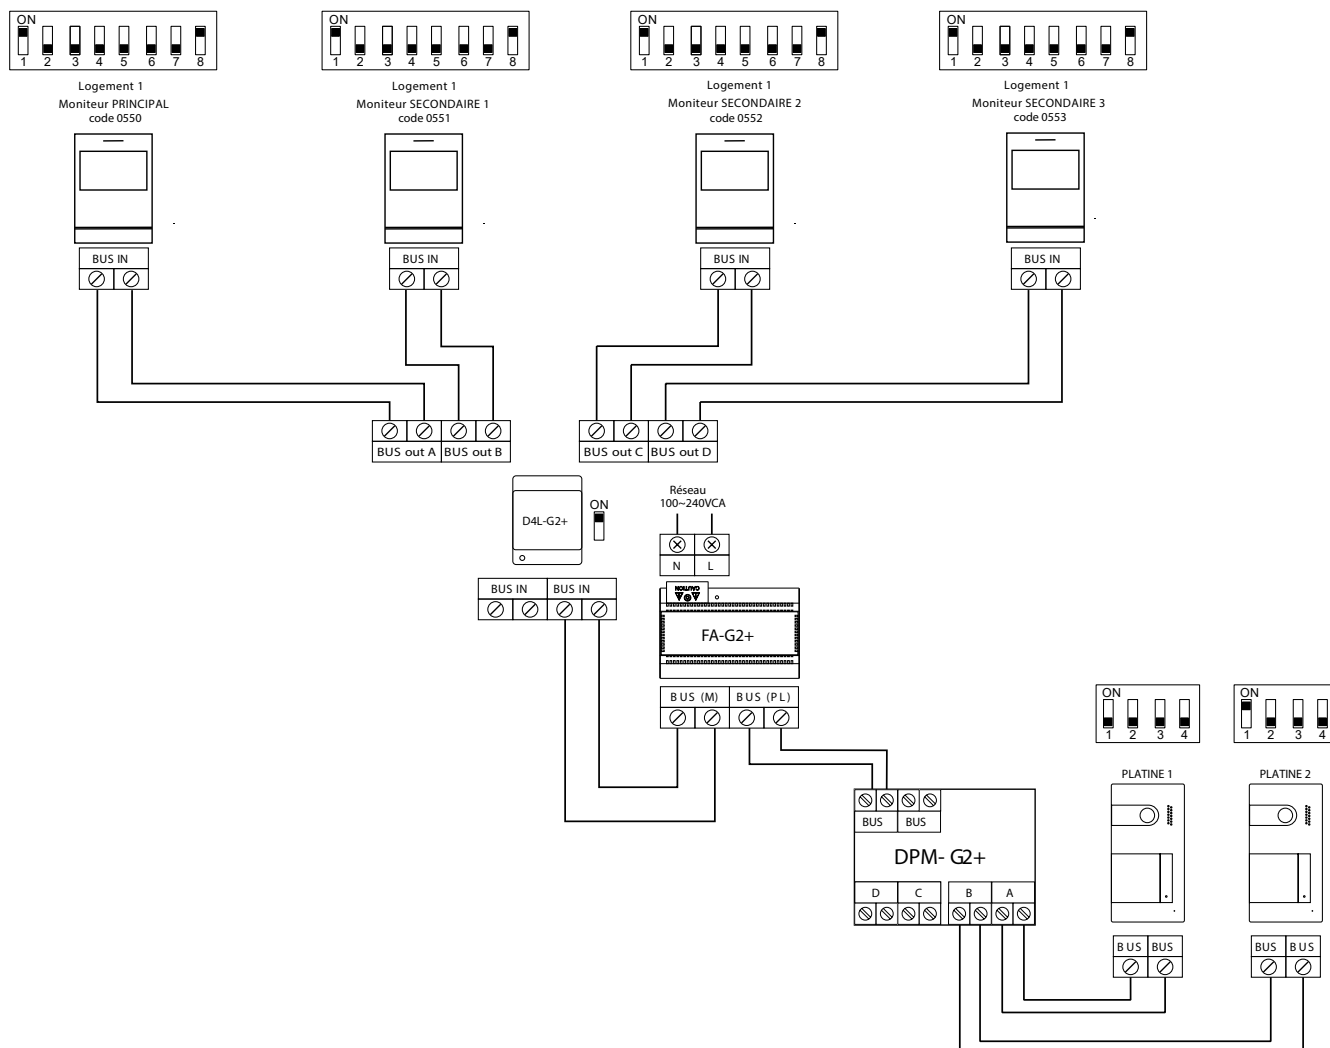 ON ON ON ON
1 2 3 4 5 6 7 8 1 2 3 4 5 6 7 8 1 2 3 4 5 6 7 8 1 2 3 4 5 6 7 8
Logement 1
Moniteur PRINCIPAL
code 0550
Logement 1
Moniteur SECONDAIRE 1
code 0551
Logement 1
Moniteur SECONDAIRE 2
code 0552
Logement 1
Moniteur SECONDAIRE 3
code 0553
BUS IN BUS IN BUS IN BUS IN
BUS out A BUS out B BUS out C BUS out D
D4L-G2+
ON
Réseau
100~240VCA
N L
BUS IN BUS IN
CAUTION
FA-G2+
BUS (M) BUS (PL)
ON ON
1 2 3 4 1 2 3 4
PLATINE 1 PLATINE 2
BUS BUS
DPM- G2+
D C B A
BUS BUS BUS BUS